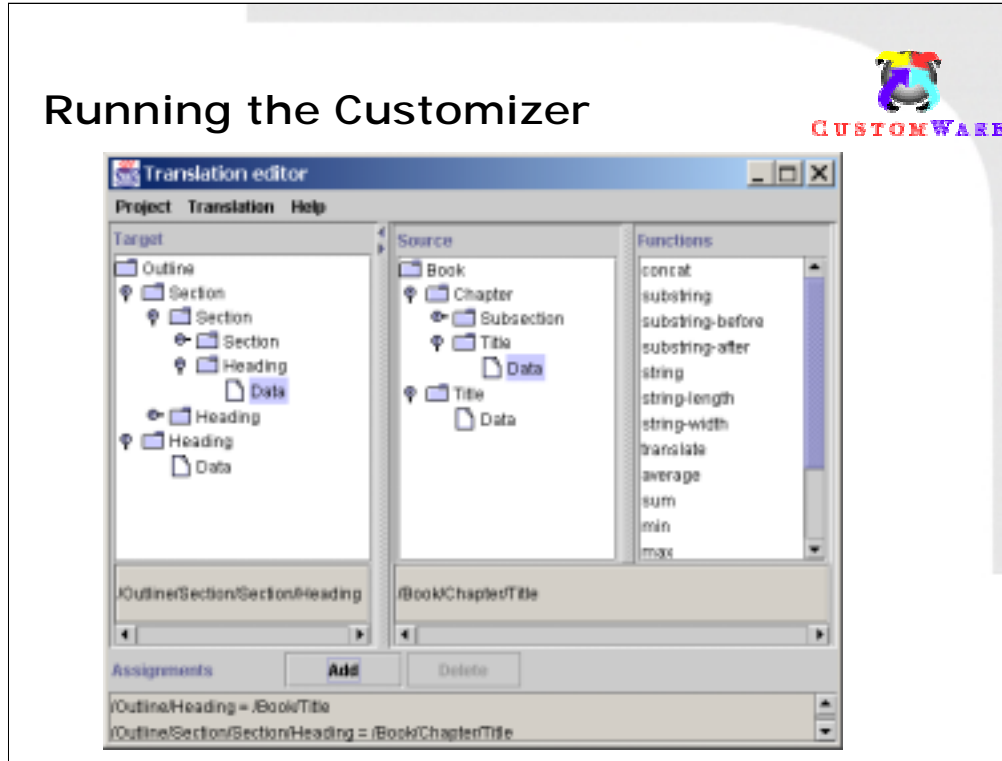 Running the Customizer
CUSTOMWARE
Translation editor
Project Translation Help
Target
Outline
Section
Section
Section
Heading
Data
Heading
Heading
Data
/Outline/Section/Section/Heading
Source
Book
Chapter
Subsection
Title
Data
Title
Data
/Book/Chapter/Title
Functions
concat
substring
substring-before
substring-after
string
string-length
string-width
translate
average
sum
min
max
Assignments Add Delete
/Outline/Heading = /Book/Title
/Outline/Section/Section/Heading = /Book/Chapter/Title